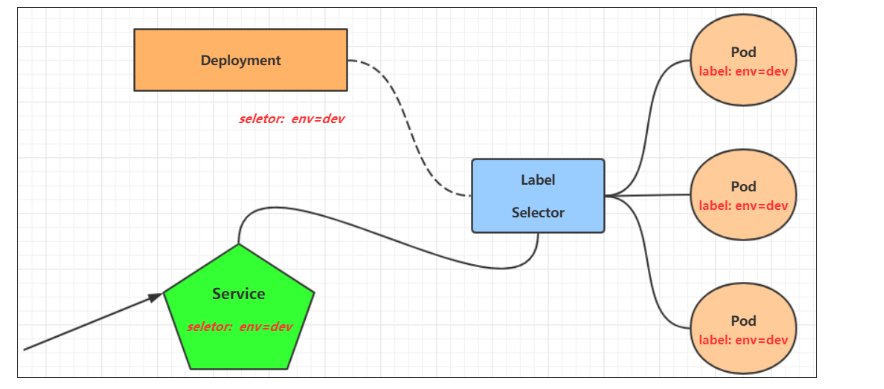 Deployment
seletor: env=dev
Label
Selector
Service
seletor: env=dev
Pod
label: env=dev
Pod
label: env=dev
Pod
label: env=dev